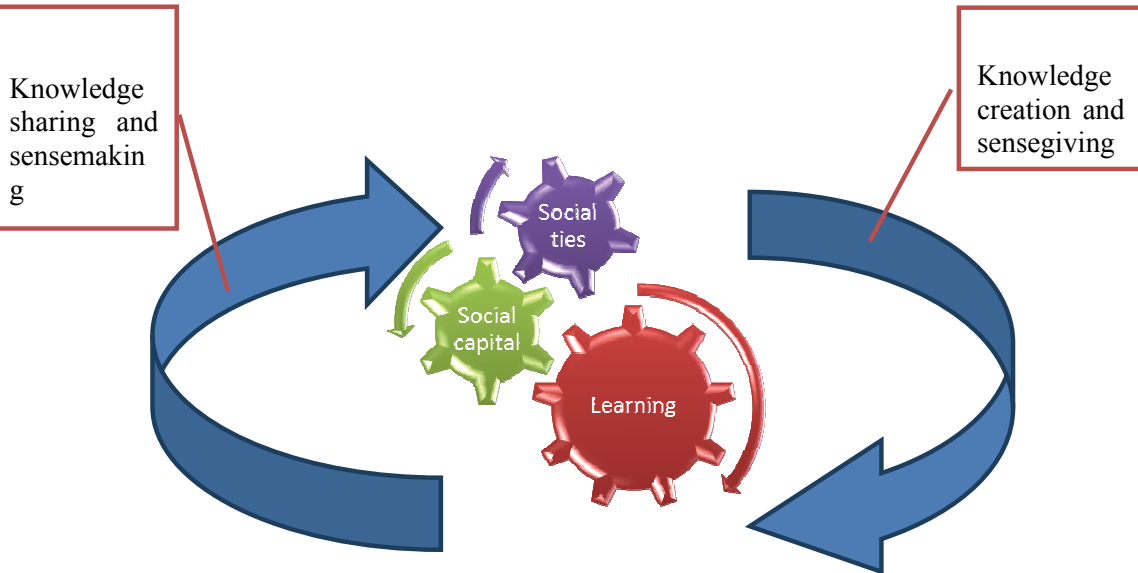 Knowledge
sharing and
sensemakin
g
Knowledge
creation and
sensegiving
Social
ties
Social
capital
Learning